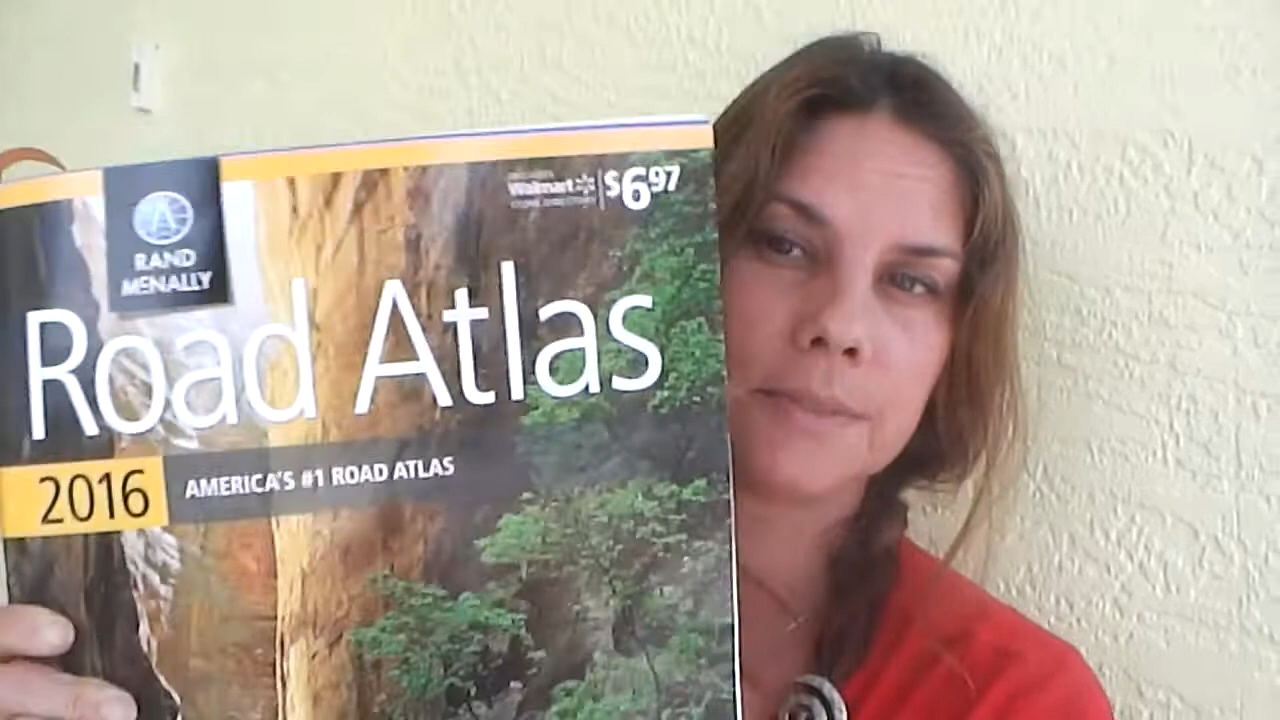 Walmart
$6.97
RAND
MCNALLY
Road Atlas
2016
AMERICA'S #1 ROAD ATLAS